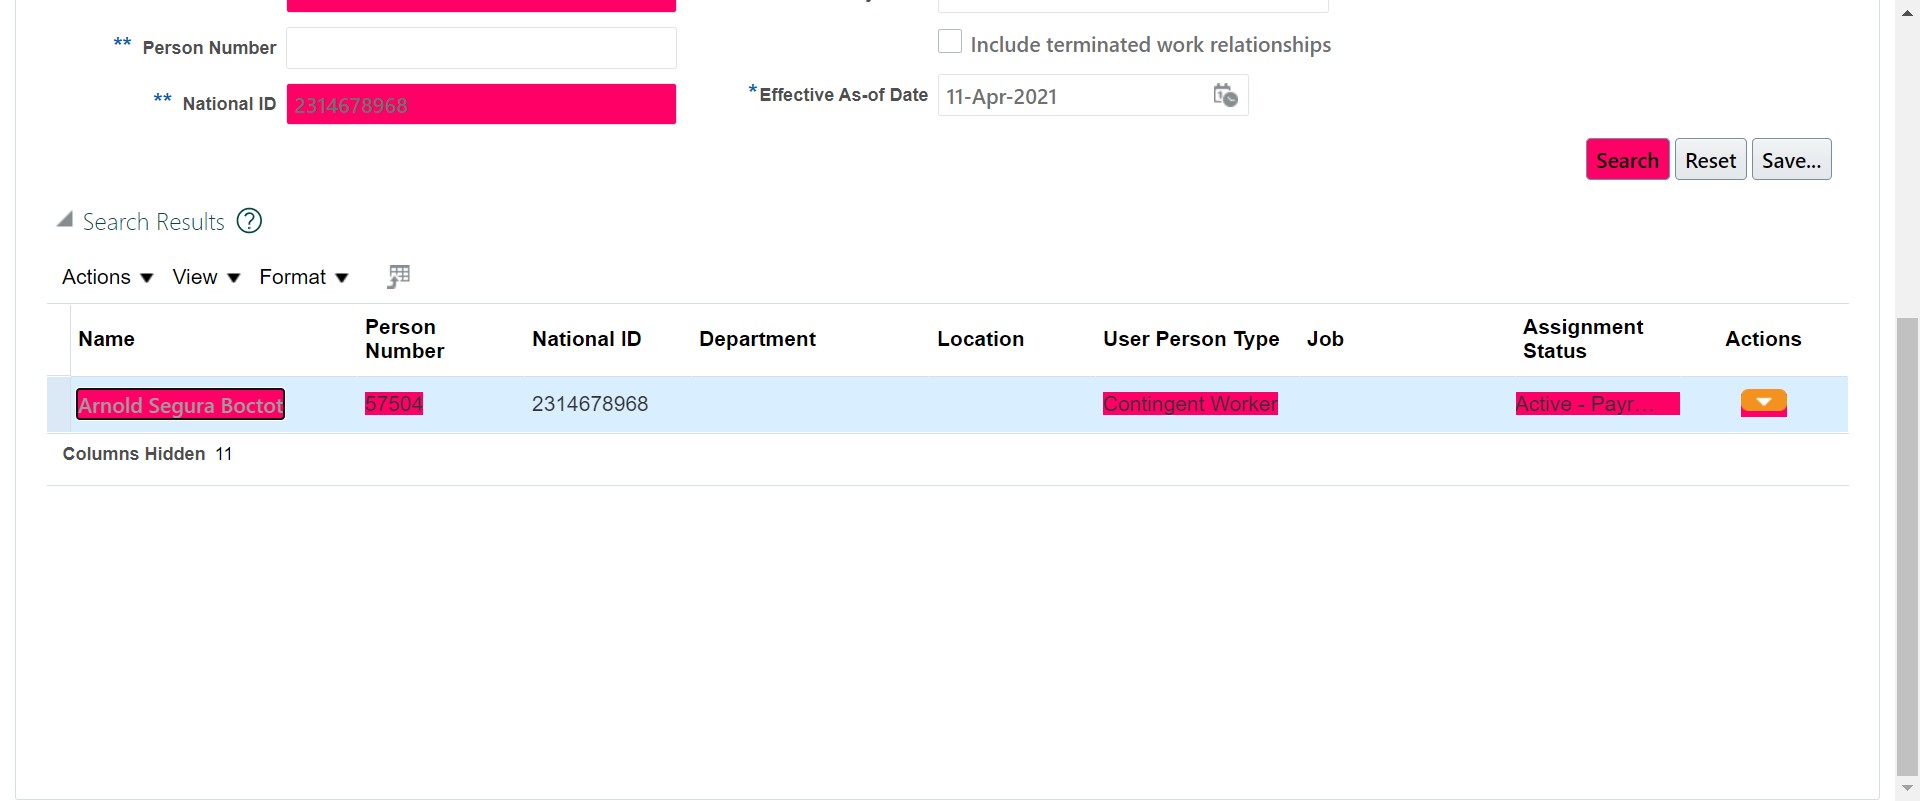 ** Person Number
Include terminated work relationships
** National ID 2314678968
*Effective As-of Date 11-Apr-2021
Search Reset Save...
Search Results ?
Actions View Format
Name Person Number National ID Department Location User Person Type Job Assignment Status Actions
Arnold Segura Boctot 57504 2314678968 Contingent Worker Active - Payr...
Columns Hidden 11